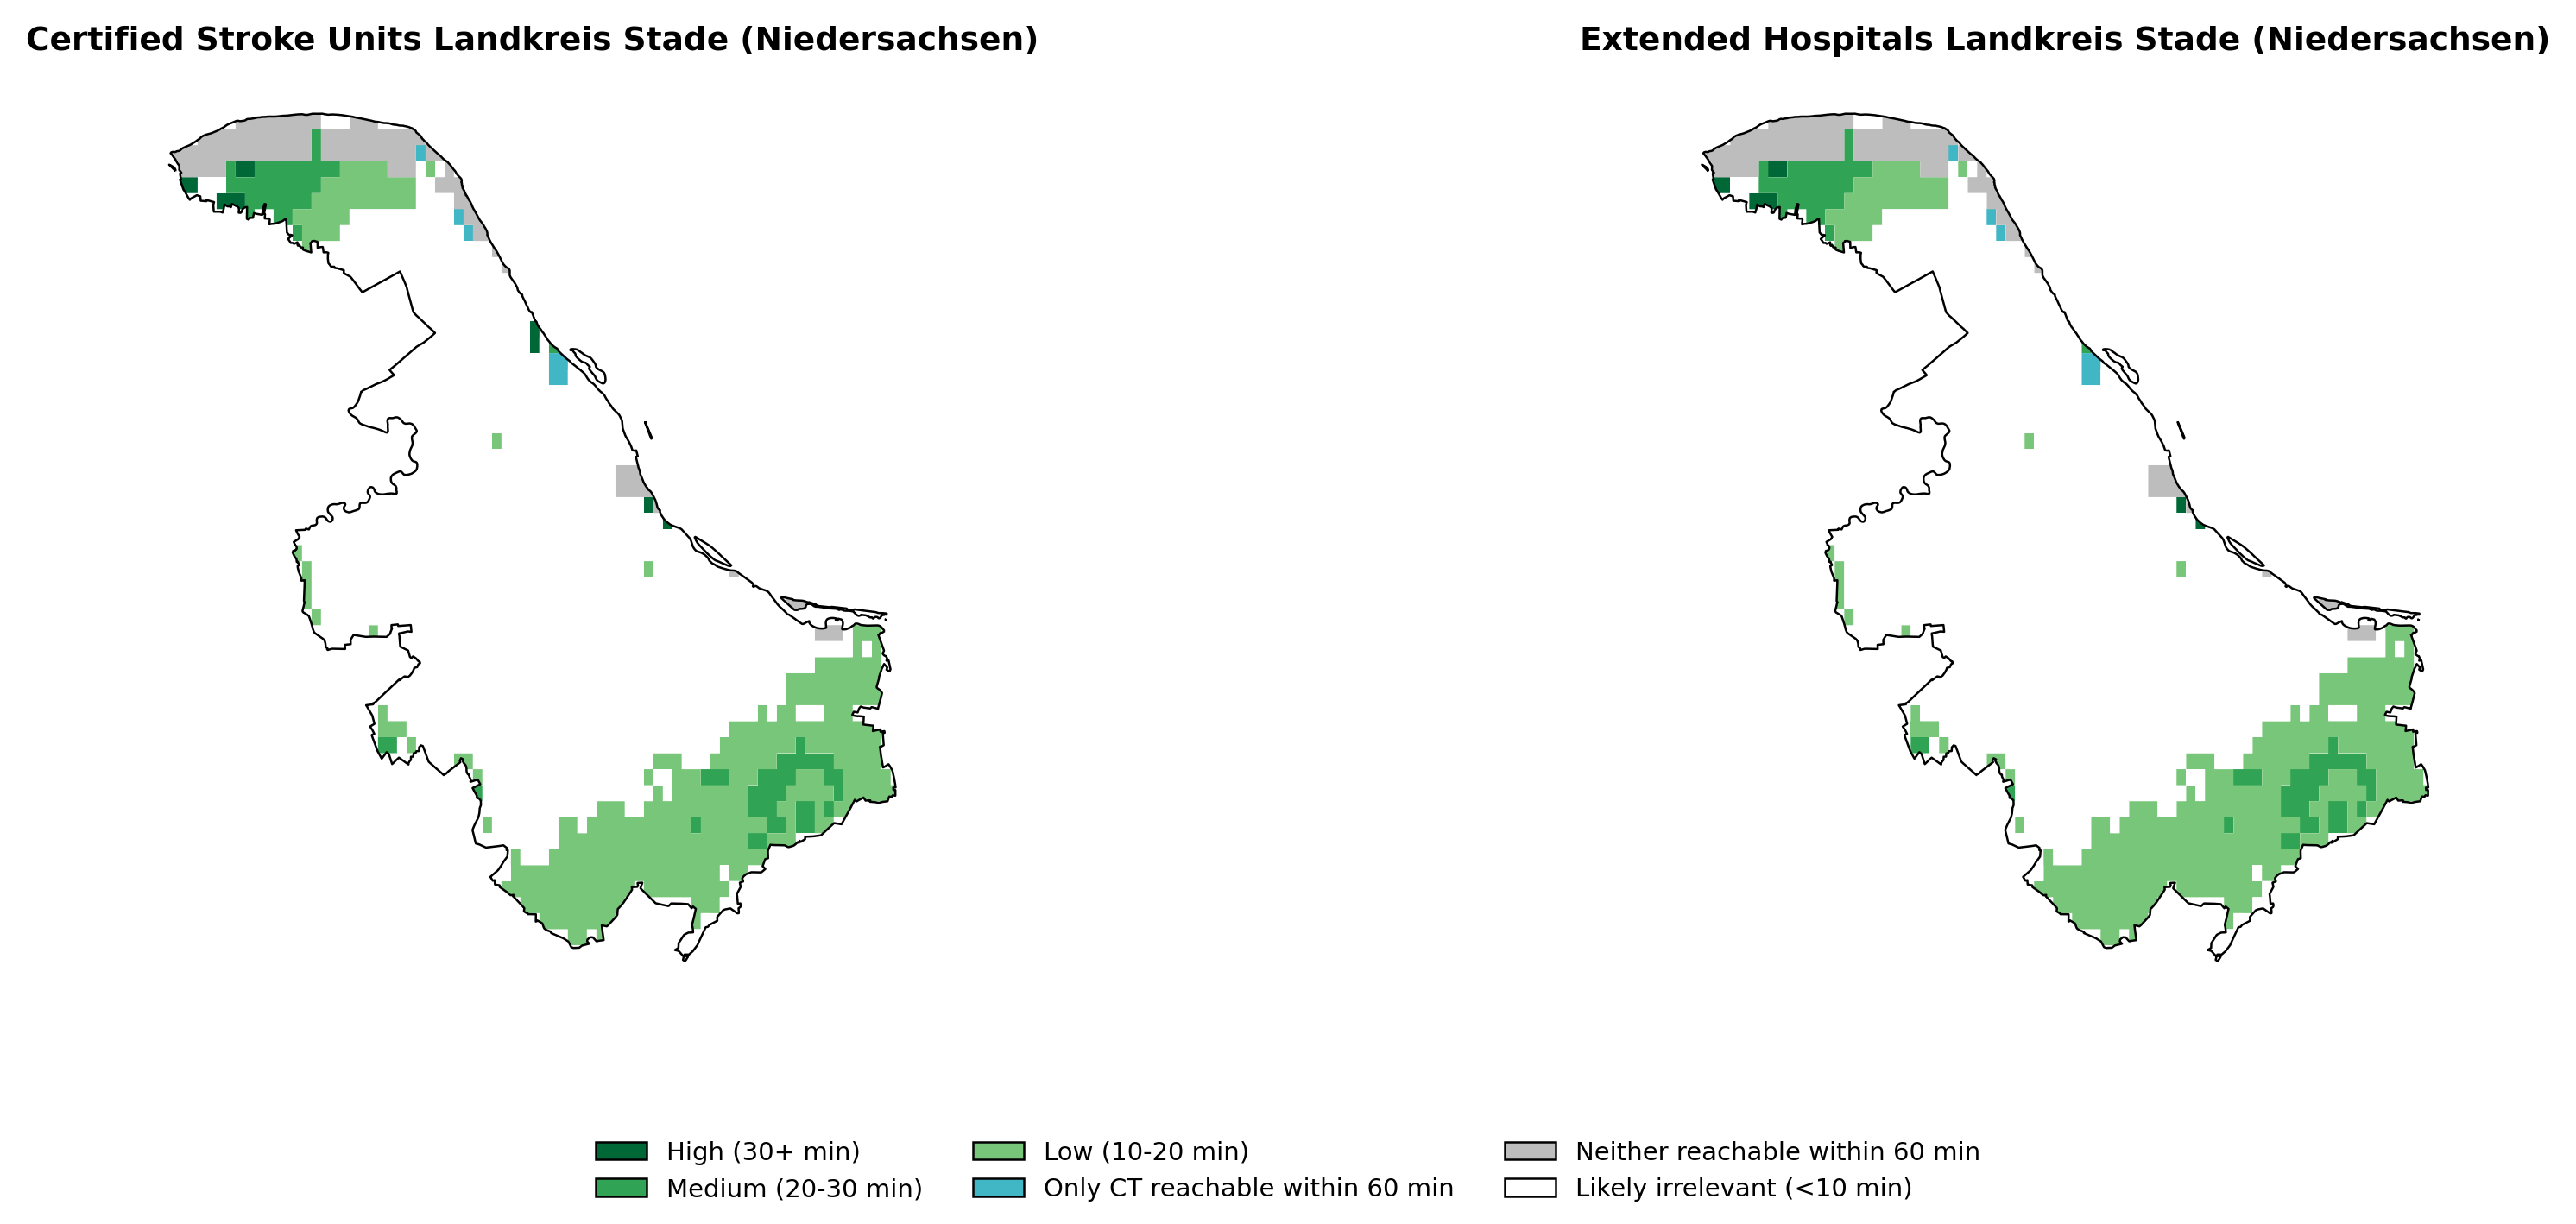 Certified Stroke Units Landkreis Stade (Niedersachsen)
Extended Hospitals Landkreis Stade (Niedersachsen)
High (30+ min)
Medium (20-30 min)
Low (10-20 min)
Only CT reachable within 60 min
Neither reachable within 60 min
Likely irrelevant (<10 min)